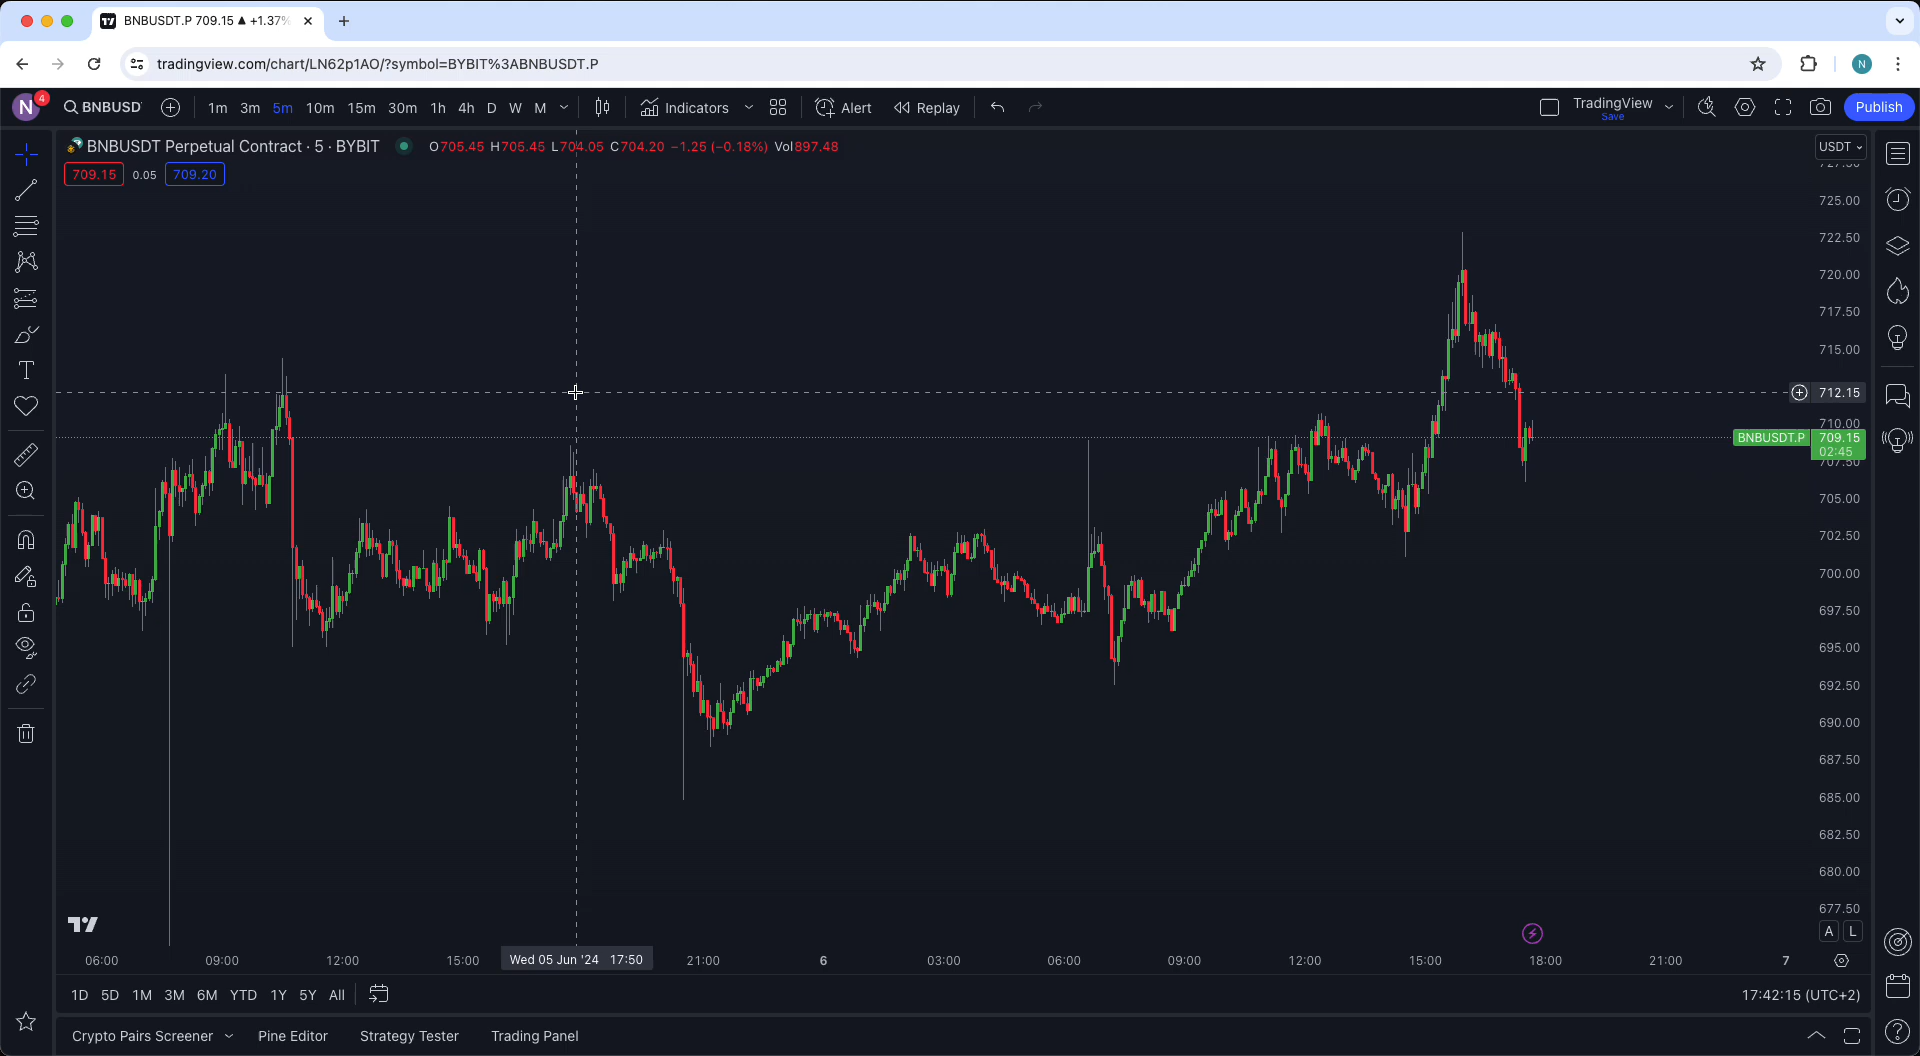 BNBUSDT.P 709.15 ▲ +1.37%
tradingview.com/chart/LN62p1AO/?symbol=BYBIT%3ABNBUSDT.P
N
N 4 BNBUSD 1m 3m 5m 10m 15m 30m 1h 4h D W M Indicators Alert Replay TradingView Save Publish
BNBUSDT Perpetual Contract · 5 · BYBIT O705.45 H705.45 L704.05 C704.20 −1.25 (−0.18%) Vol897.48
USDT
709.15 0.05 709.20
725.00
722.50
720.00
717.50
715.00
712.15
710.00
BNBUSDT.P 709.15
02:45
707.50
705.00
702.50
700.00
697.50
695.00
692.50
690.00
687.50
685.00
682.50
680.00
677.50
A L
06:00 09:00 12:00 15:00 Wed 05 Jun '24 17:50 21:00 6 03:00 06:00 09:00 12:00 15:00 18:00 21:00 7
1D 5D 1M 3M 6M YTD 1Y 5Y All 17:42:15 (UTC+2)
Crypto Pairs Screener Pine Editor Strategy Tester Trading Panel